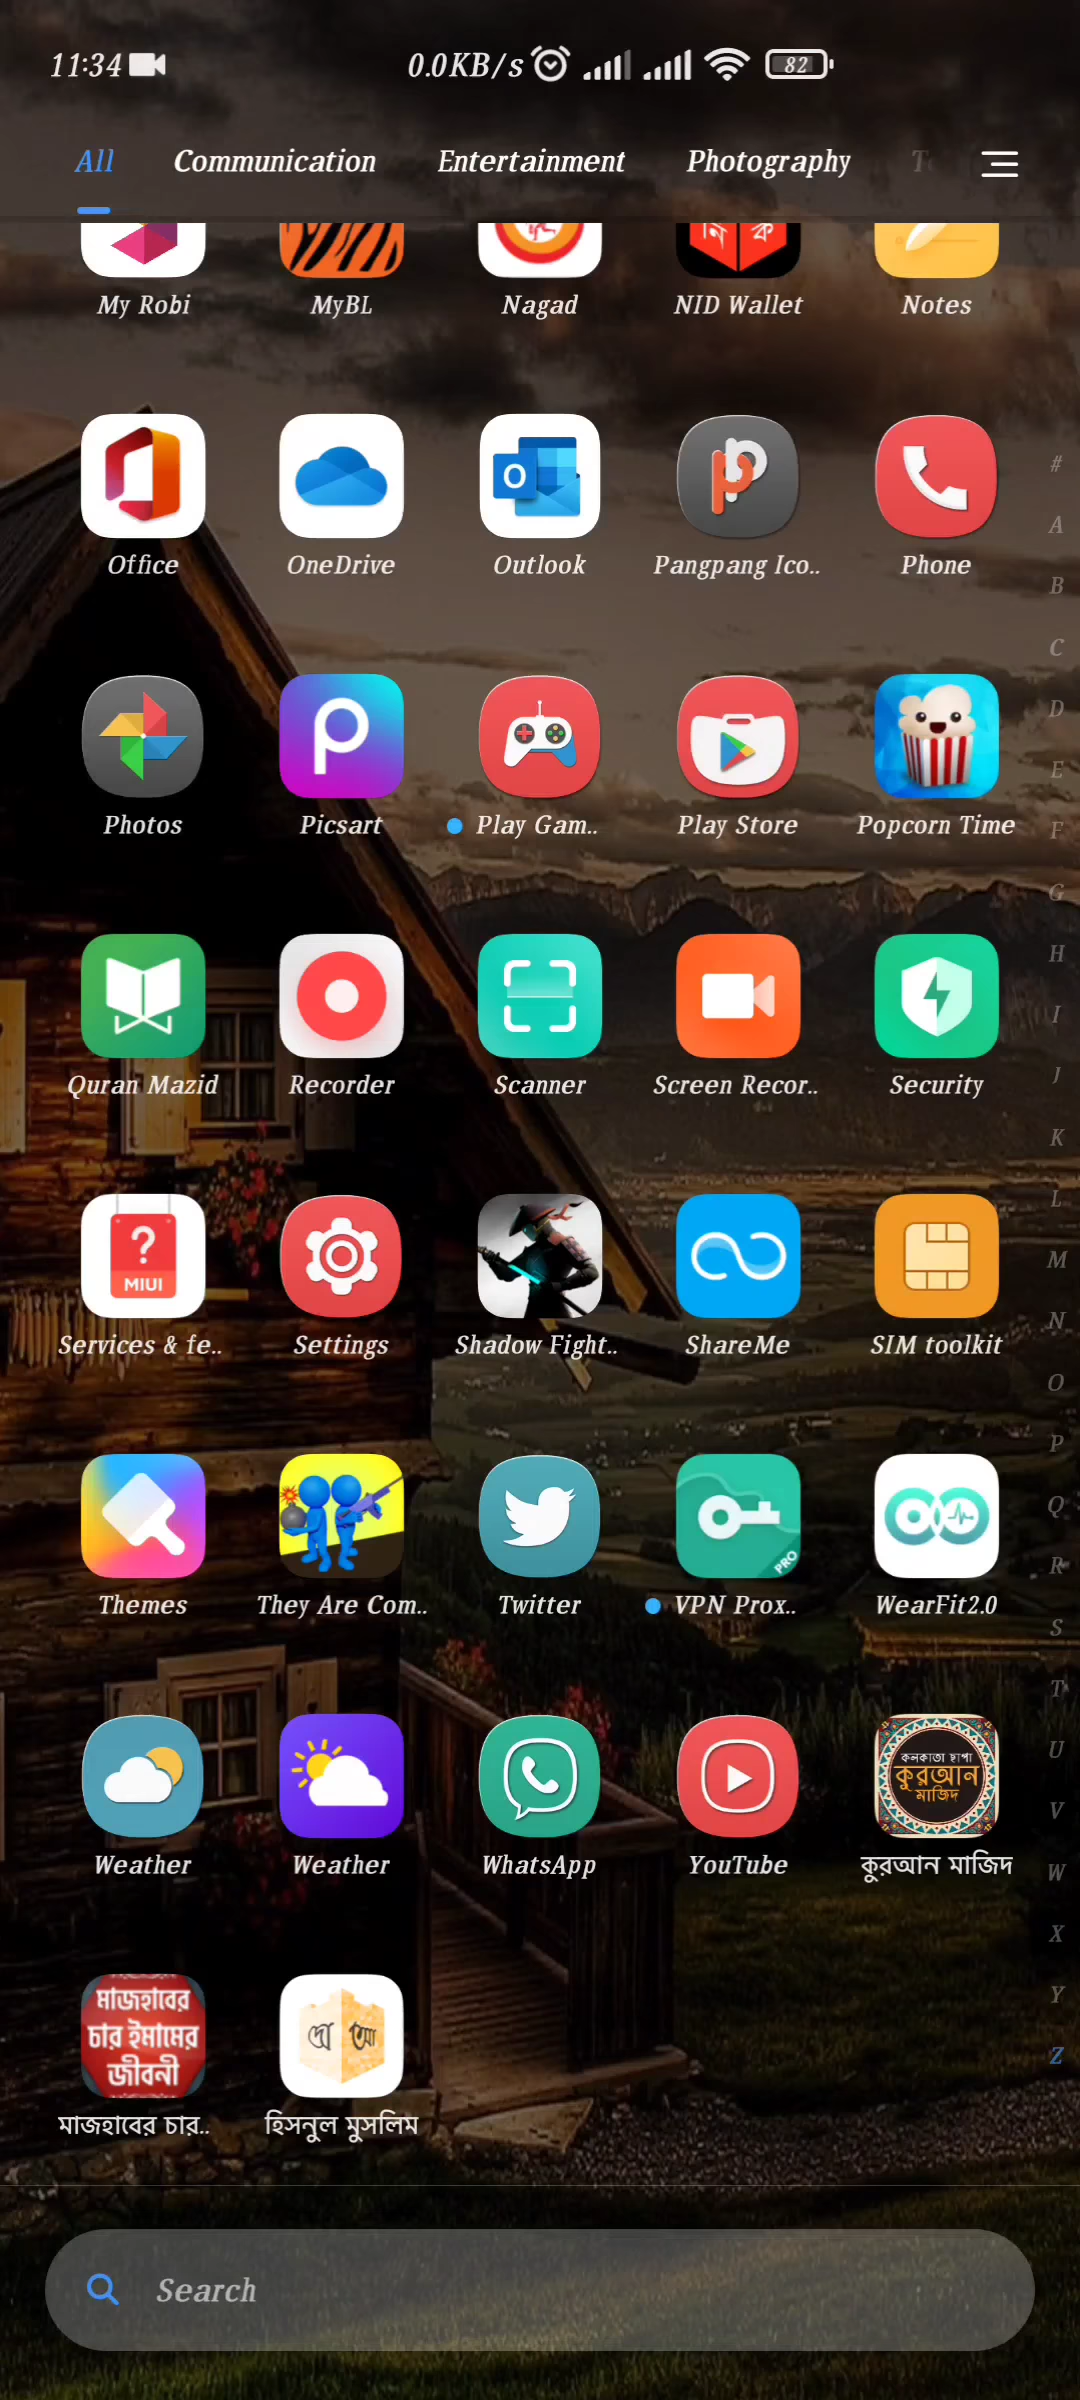 11:34 0.0KB/s 82
All Communication Entertainment Photography
নি ক
My Robi MyBL Nagad NID Wallet Notes
Office OneDrive Outlook Pangpang Ico.. Phone
Photos Picsart Play Gam.. Play Store Popcorn Time
Quran Mazid Recorder Scanner Screen Recor.. Security
MIUI
Services & fe.. Settings Shadow Fight.. ShareMe SIM toolkit
PRO
Themes They Are Com.. Twitter VPN Prox.. WearFit2.0
কলকাতা ছাপা
কুরআন
মাজিদ
Weather Weather WhatsApp YouTube কুরআন মাজিদ
মাজহাবের
চার ইমামের
জীবনী
দো আ
মাজহাবের চার.. হিসনুল মুসলিম
#
A
B
C
D
E
F
G
H
I
J
K
L
M
N
O
P
Q
R
S
T
U
V
W
X
Y
Z
Search